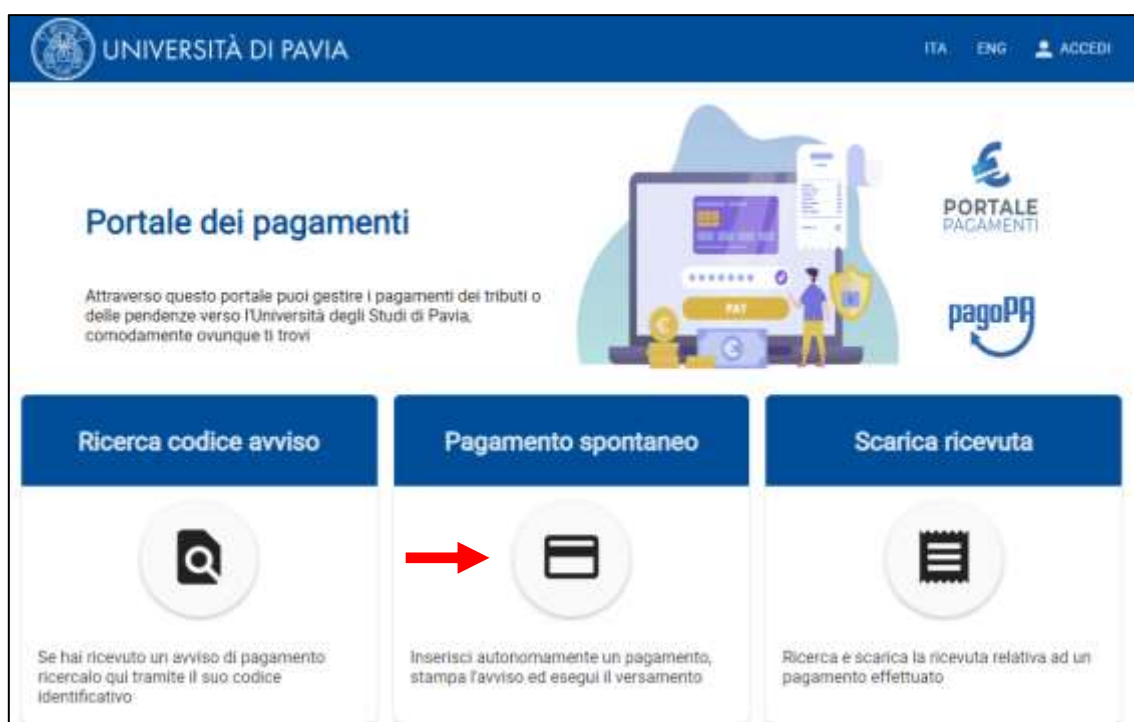 UNIVERSITÀ DI PAVIA
ITA ENG ACCEDI
Portale dei pagamenti
Attraverso questo portale puoi gestire i pagamenti dei tributi o
delle pendenze verso l'Università degli Studi di Pavia,
comodamente ovunque ti trovi
PAY
PORTALE
PAGAMENTI
pagoPA
Ricerca codice avviso
Se hai ricevuto un avviso di pagamento
ricercalo qui tramite il suo codice
identificativo
Pagamento spontaneo
Inserisci autonomamente un pagamento,
stampa l'avviso ed esegui il versamento
Scarica ricevuta
Ricerca e scarica la ricevuta relativa ad un
pagamento effettuato